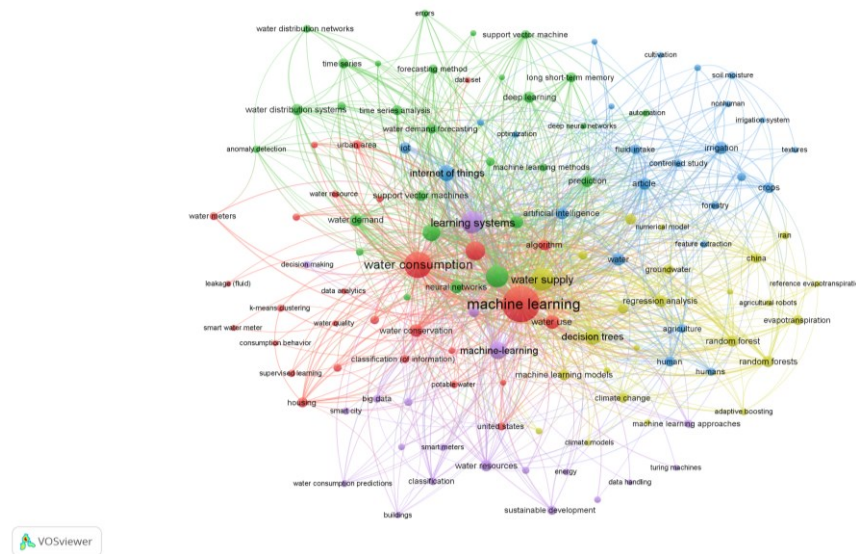 errors
water distribution networks
support vector machine
time series
forecasting method
cultivation
data set
long short-term memory
soil moisture
deep learning
nonhuman
water distribution systems
time series analysis
automation
irrigation system
water demand forecasting
deep neural networks
optimization
urban area
iot
irrigation
anomaly detection
fluid intake
textures
controlled study
machine learning methods
internet of things
prediction
article
crops
water resource
support vector machines
forestry
water meters
water demand
learning systems
artificial intelligence
numerical model
iran
algorithm
feature extraction
water
china
decision making
water consumption
groundwater
leakage (fluid)
water supply
reference evapotranspiration
neural networks
data analytics
regression analysis
agricultural robots
k-means clustering
machine learning
smart water meter
water quality
water use
evapotranspiration
water conservation
agriculture
consumption behavior
decision trees
random forest
machine-learning
classification (of information)
human
random forests
supervised learning
humans
machine learning models
potable water
big data
climate change
housing
smart city
adaptive boosting
united states
machine learning approaches
climate models
smart meters
water resources
turing machines
energy
water consumption predictions
classification
data handling
sustainable development
buildings
VOSviewer